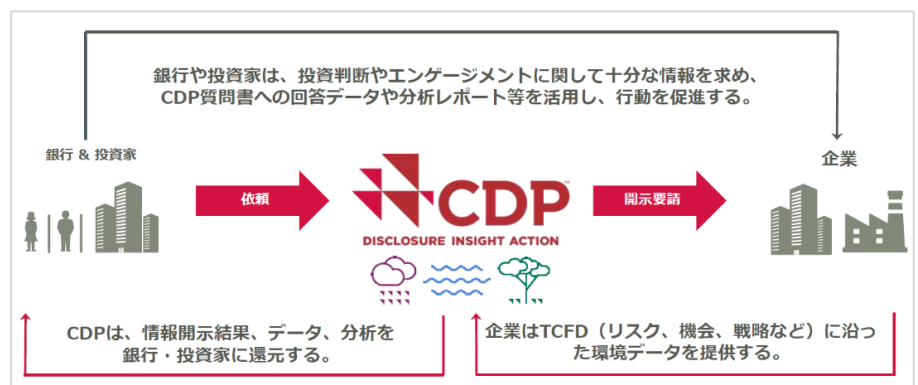 銀行や投資家は、投資判断やエンゲージメントに関して十分な情報を求め、
CDP質問書への回答データや分析レポート等を活用し、行動を促進する。
銀行 & 投資家
企業
依頼
CDP
開示要請
DISCLOSURE INSIGHT ACTION
CDPは、情報開示結果、データ、分析を
銀行・投資家に還元する。
企業はTCFD（リスク、機会、戦略など）に沿っ
た環境データを提供する。